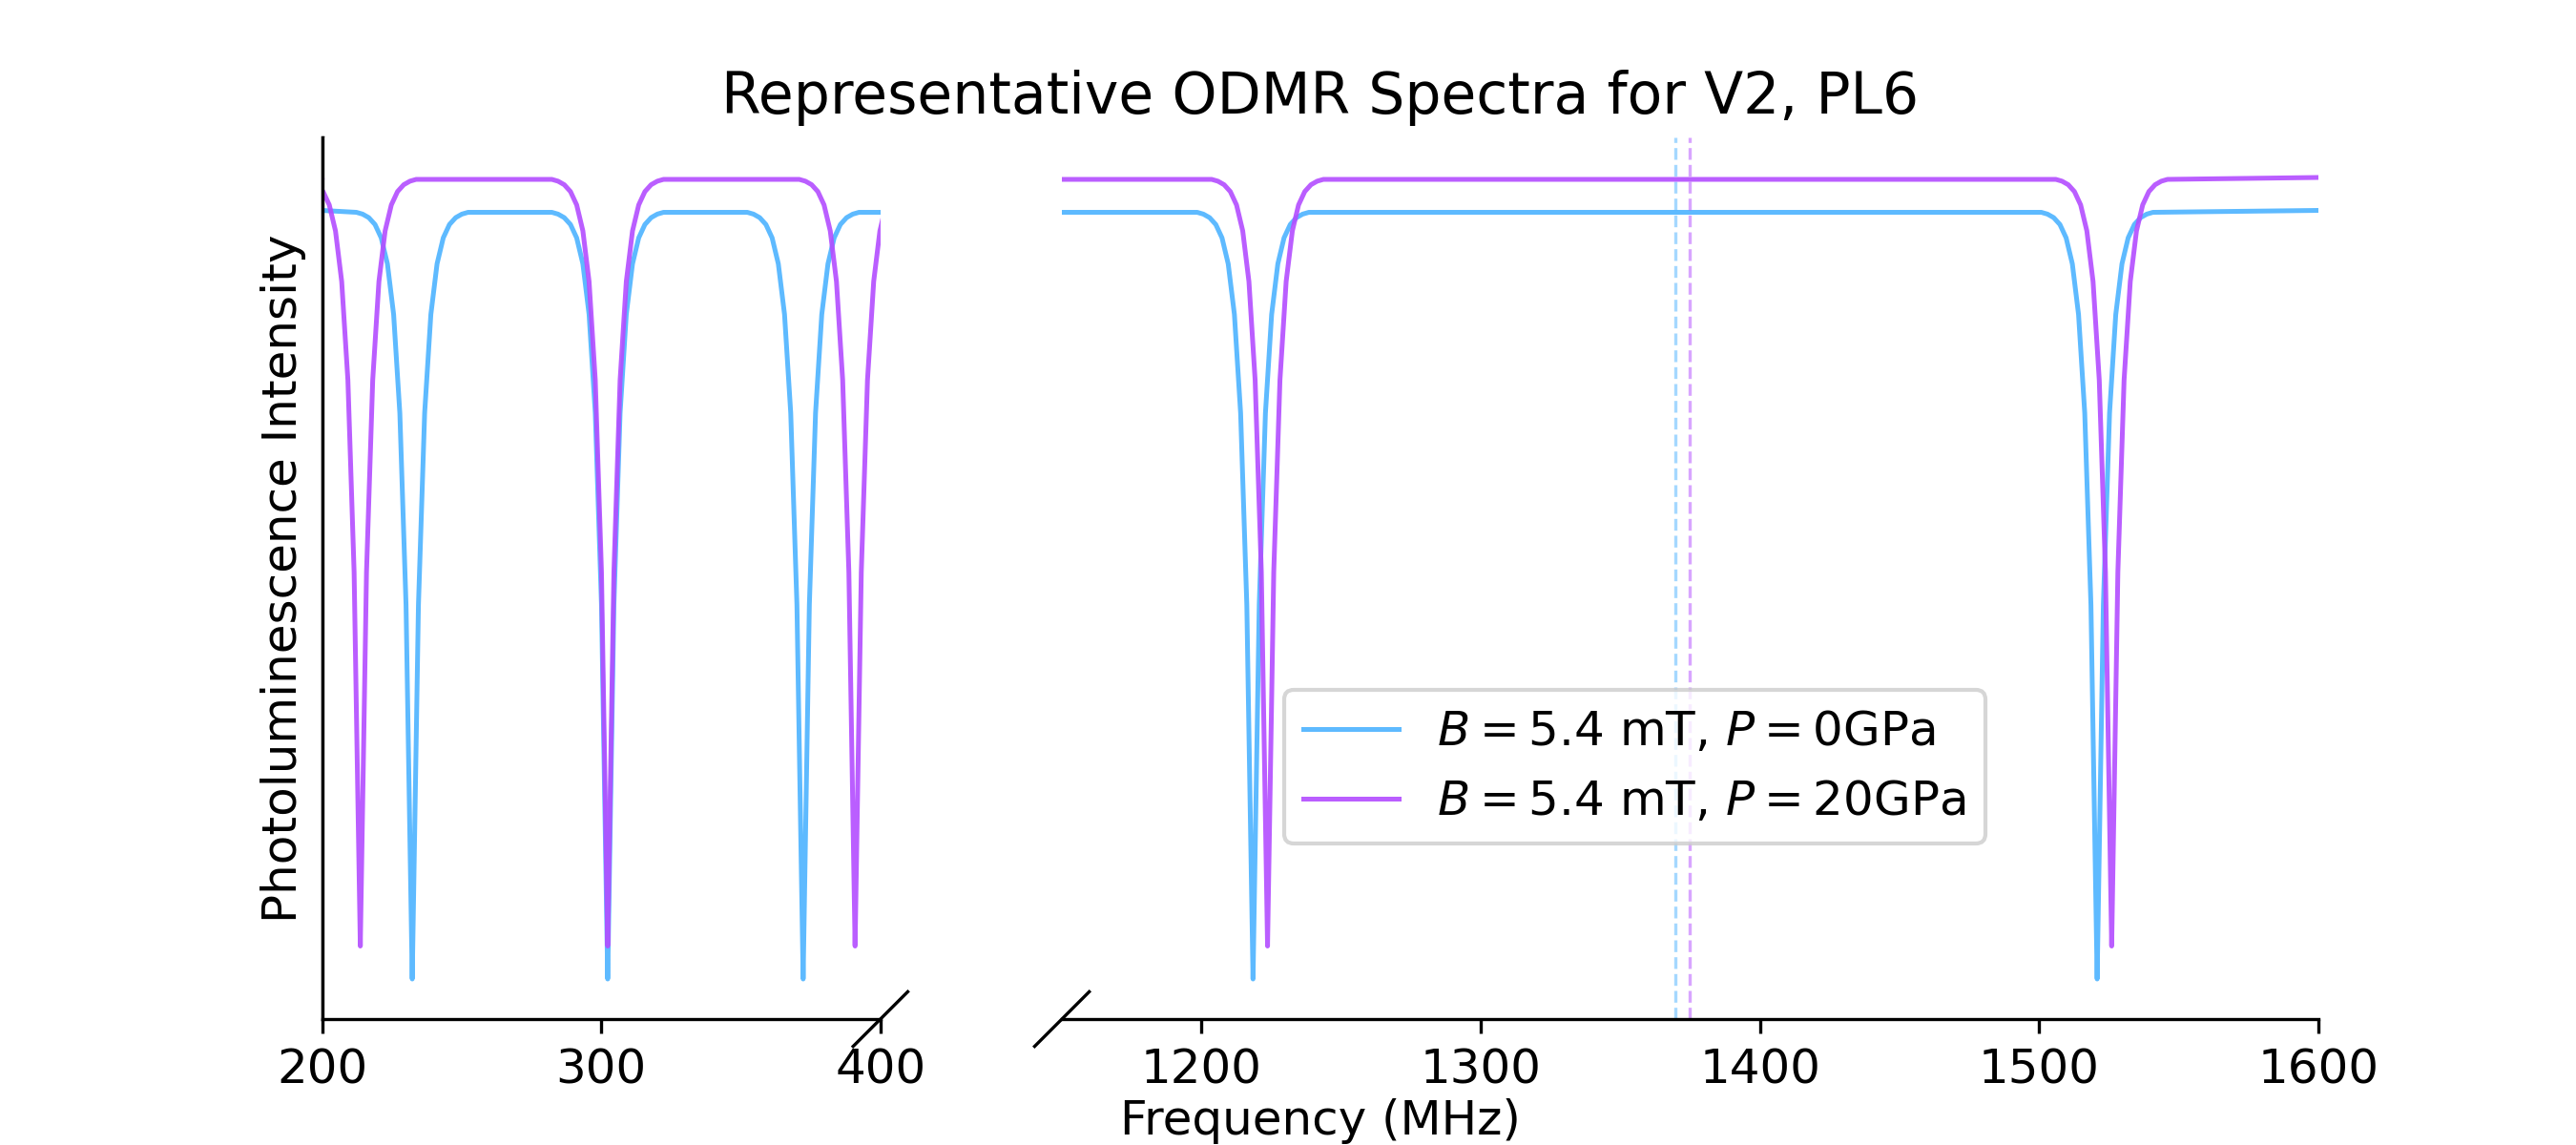 Representative ODMR Spectra for V2, PL6
Photoluminescence Intensity
B = 5.4 mT, P = 0GPa
B = 5.4 mT, P = 20GPa
200 300 400 1200 1300 1400 1500 1600
Frequency (MHz)